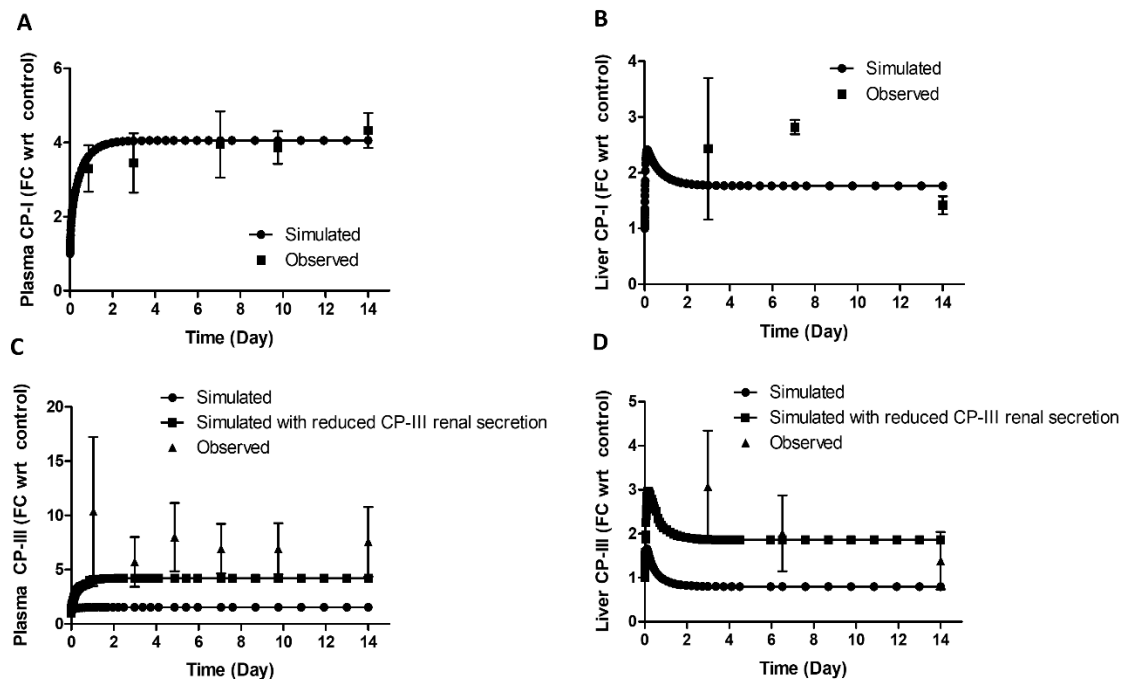 A
Plasma CP-I (FC wrt control)
6
4
2
0
Simulated
Observed
0 2 4 6 8 10 12 14
Time (Day)
B
Liver CP-I (FC wrt control)
4
3
2
1
0
Simulated
Observed
0 2 4 6 8 10 12 14
Time (Day)
C
Plasma CP-III (FC wrt control)
20
15
10
5
0
Simulated
Simulated with reduced CP-III renal secretion
Observed
0 2 4 6 8 10 12 14
Time (Day)
D
Liver CP-III (FC wrt control)
5
4
3
2
1
0
Simulated
Simulated with reduced CP-III renal secretion
Observed
0 2 4 6 8 10 12 14
Time (Day)